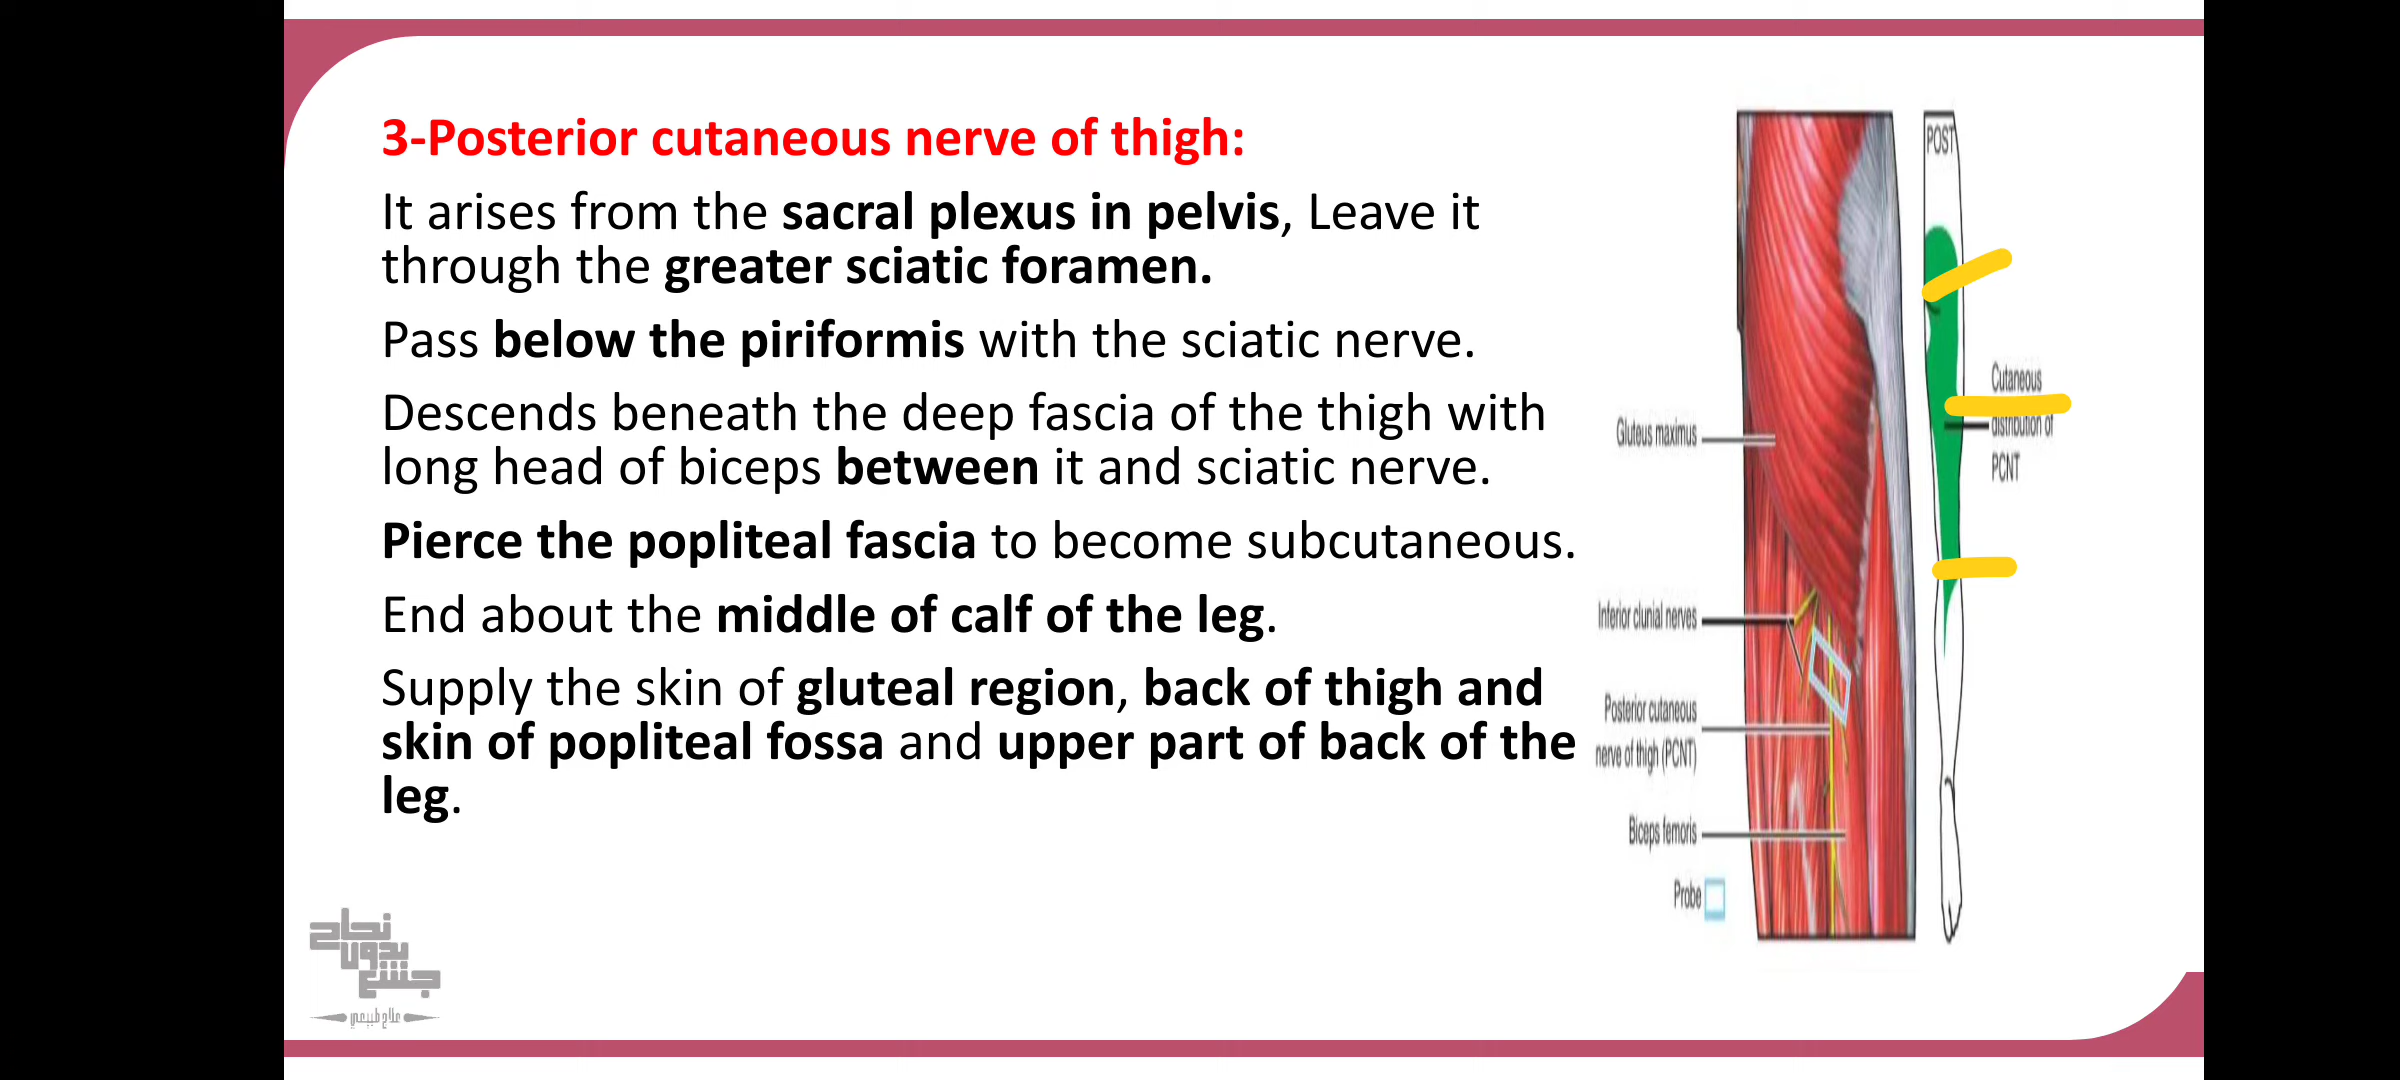 3-Posterior cutaneous nerve of thigh:
It arises from the sacral plexus in pelvis, Leave it
through the greater sciatic foramen.
Pass below the piriformis with the sciatic nerve.
Descends beneath the deep fascia of the thigh with
long head of biceps between it and sciatic nerve.
Pierce the popliteal fascia to become subcutaneous.
End about the middle of calf of the leg.
Supply the skin of gluteal region, back of thigh and
skin of popliteal fossa and upper part of back of the
leg.
POST
Cutaneous
distribution of
PCNT
Gluteus maximus
Inferior clunial nerves
Posterior cutaneous
nerve of thigh (PCNT)
Biceps femoris
Probe
نجاح
بدون
جشع
علاج طبيعي